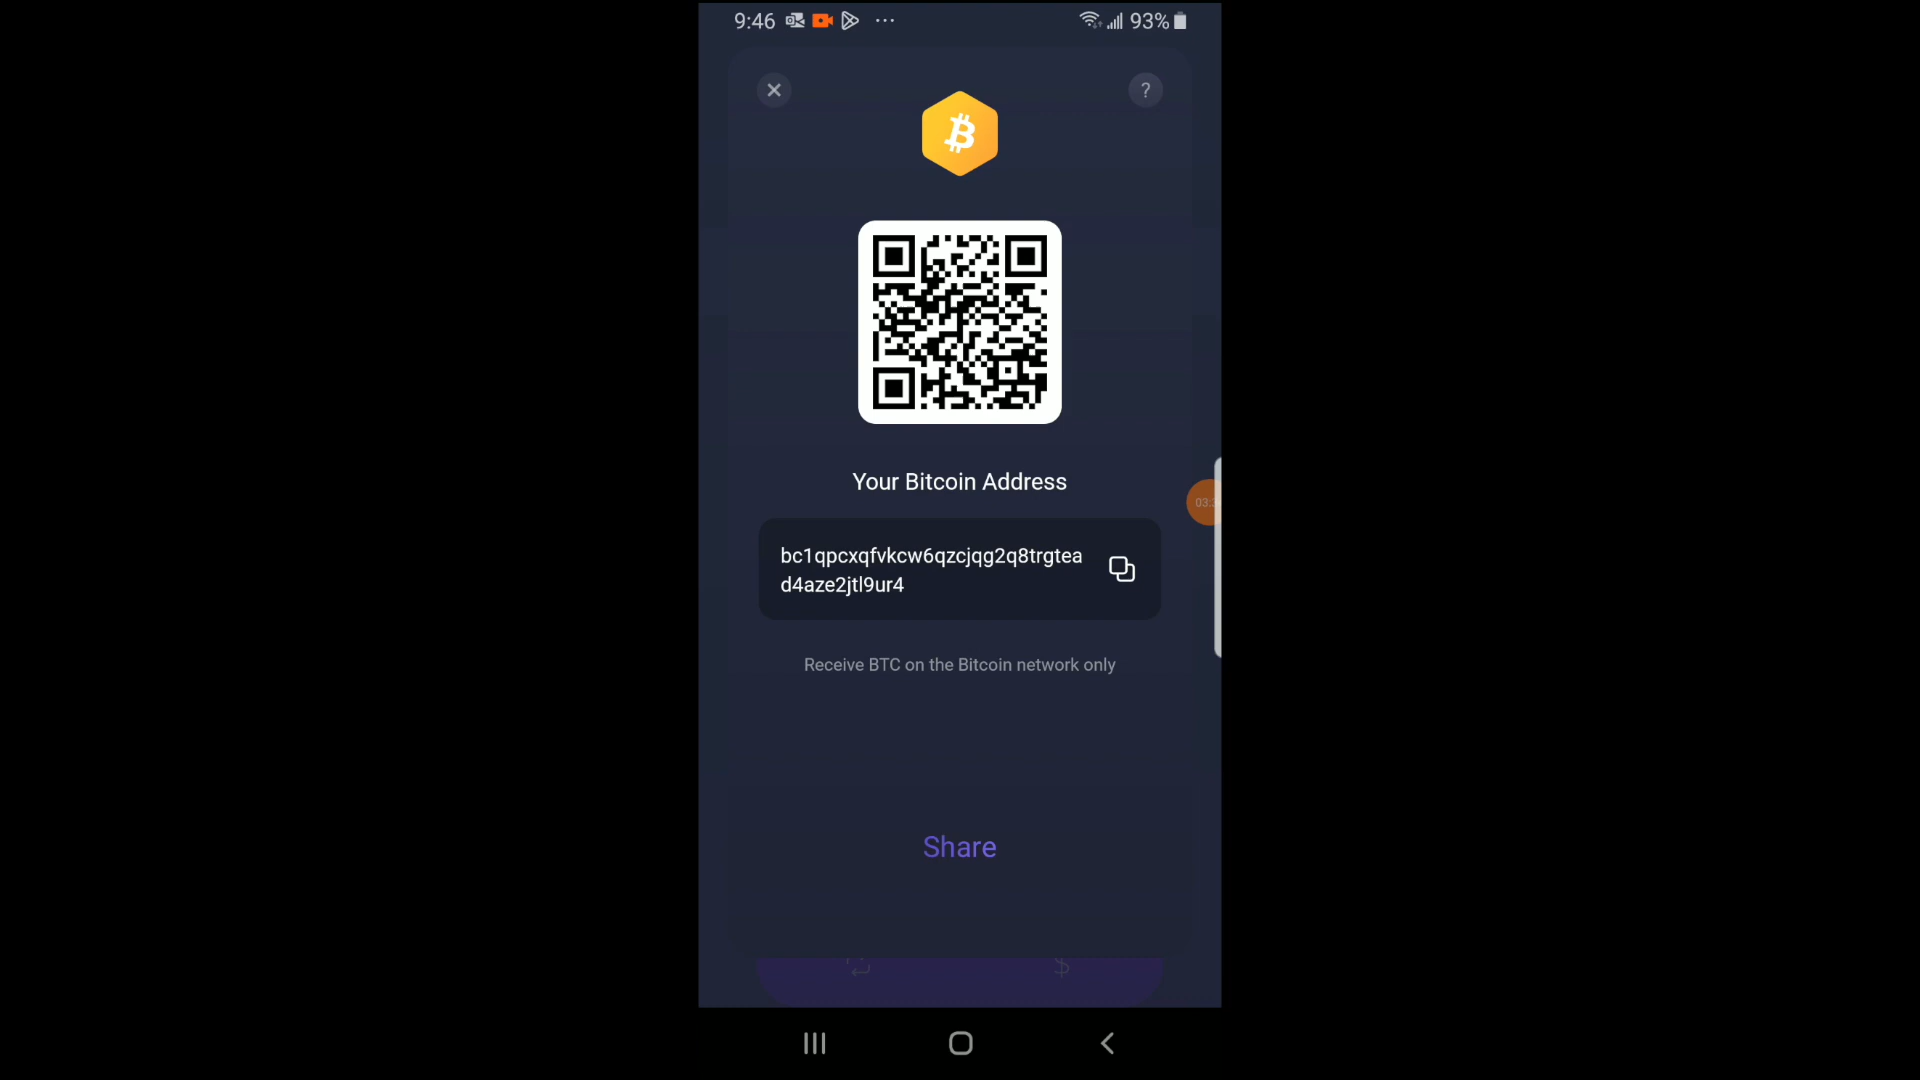 9:46
93%
?
Your Bitcoin Address
bc1qpcxqfvkcw6qzcjqg2q8trgtea
d4aze2jtl9ur4
Receive BTC on the Bitcoin network only
Share
$